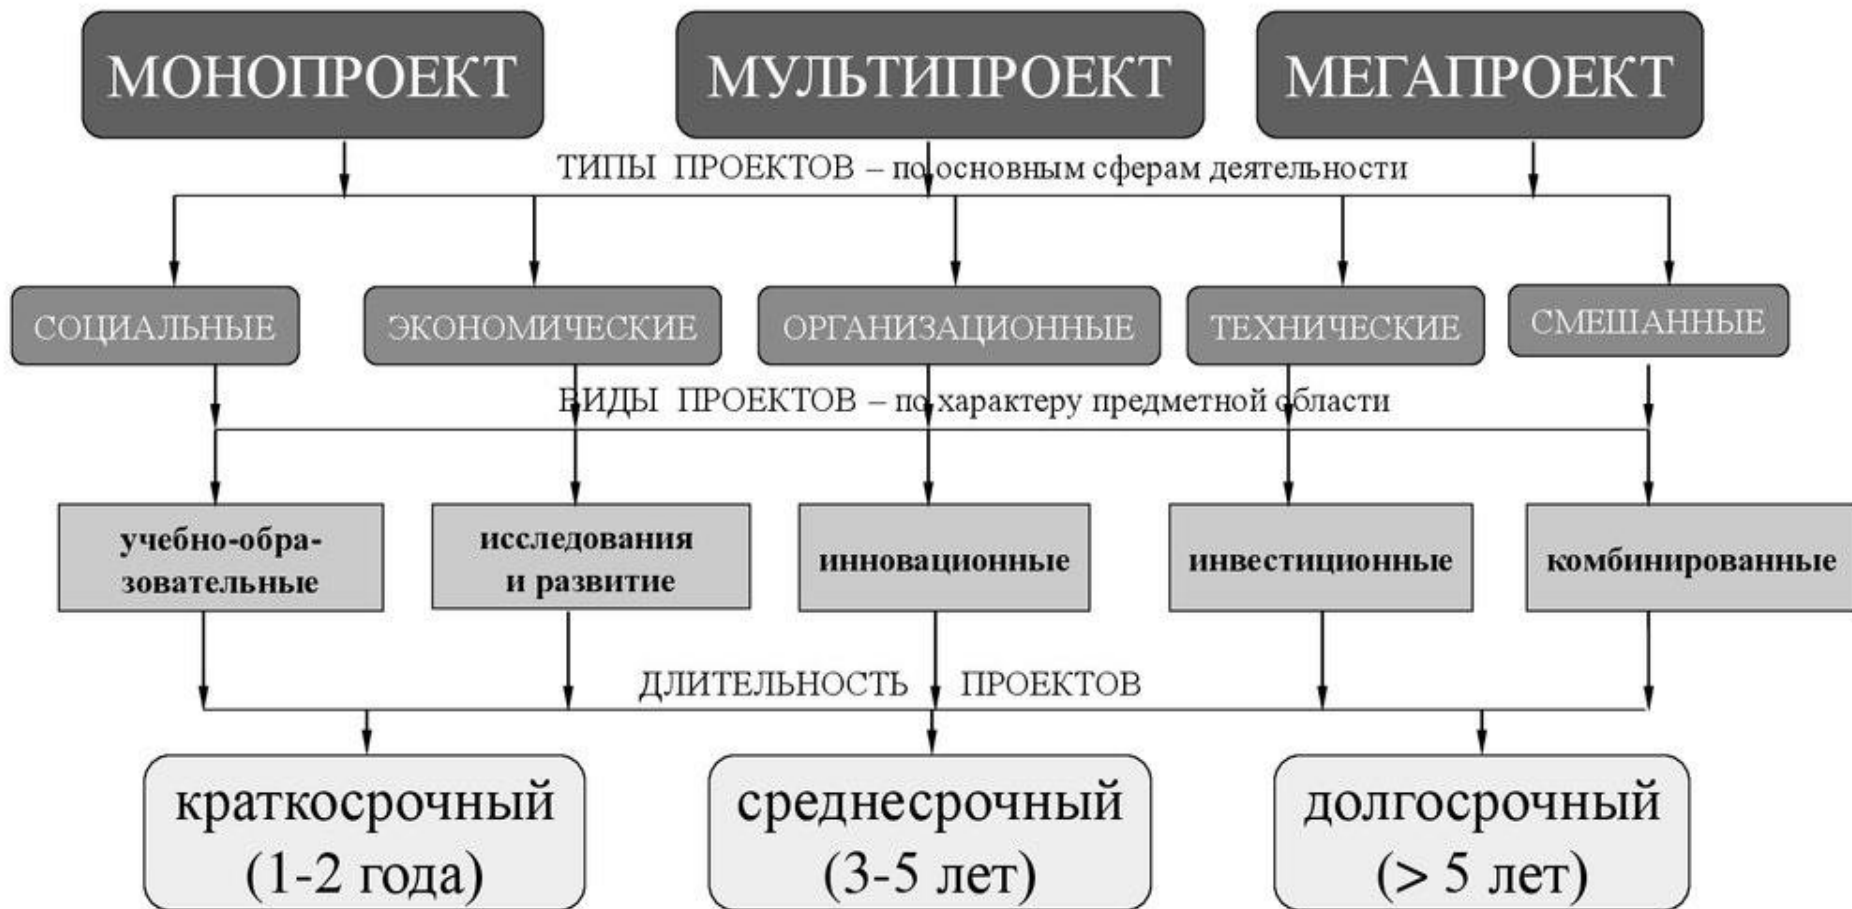 МОНОПРОЕКТ
МУЛЬТИПРОЕКТ
МЕГАПРОЕКТ
ТИПЫ ПРОЕКТОВ – по основным сферам деятельности
СОЦИАЛЬНЫЕ
ЭКОНОМИЧЕСКИЕ
ОРГАНИЗАЦИОННЫЕ
ТЕХНИЧЕСКИЕ
СМЕШАННЫЕ
ВИДЫ ПРОЕКТОВ – по характеру предметной области
учебно-обра-
зовательные
исследования
и развитие
инновационные
инвестиционные
комбинированные
ДЛИТЕЛЬНОСТЬ ПРОЕКТОВ
краткосрочный
(1-2 года)
среднесрочный
(3-5 лет)
долгосрочный
(> 5 лет)